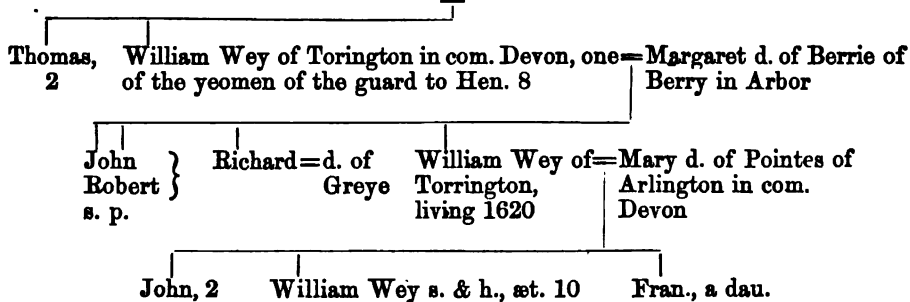 Thomas, William Wey of Torington in com. Devon, one=Margaret d. of Berrie of
2 of the yeomen of the guard to Hen. 8 Berry in Arbor
John } Richard=d. of William Wey of=Mary d. of Pointes of
Robert Greye Torrington, Arlington in com.
s. p. living 1620 Devon
John, 2 William Wey s. & h., æt. 10 Fran., a dau.